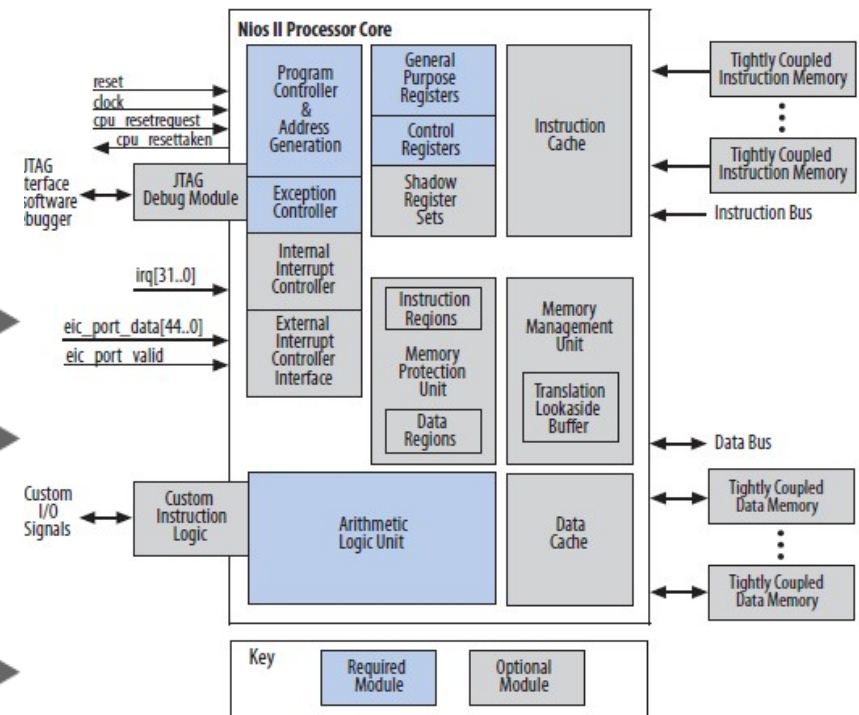 Nios II Processor Core
reset
clock
cpu_resetrequest
cpu_resettaken
JTAG
terface
software
ebugger
JTAG
Debug Module
irq[31..0]
eic_port_data[44..0]
eic_port_valid
Custom
I/O
Signals
Custom
Instruction
Logic
Program
Controller
&
Address
Generation
Exception
Controller
Internal
Interrupt
Controller
External
Interrupt
Controller
Interface
General
Purpose
Registers
Control
Registers
Shadow
Register
Sets
Instruction
Cache
Instruction
Regions
Memory
Protection
Unit
Data
Regions
Memory
Management
Unit
Translation
Lookaside
Buffer
Arithmetic
Logic Unit
Data
Cache
Tightly Coupled
Instruction Memory
Tightly Coupled
Instruction Memory
Instruction Bus
Data Bus
Tightly Coupled
Data Memory
Tightly Coupled
Data Memory
Key
Required
Module
Optional
Module